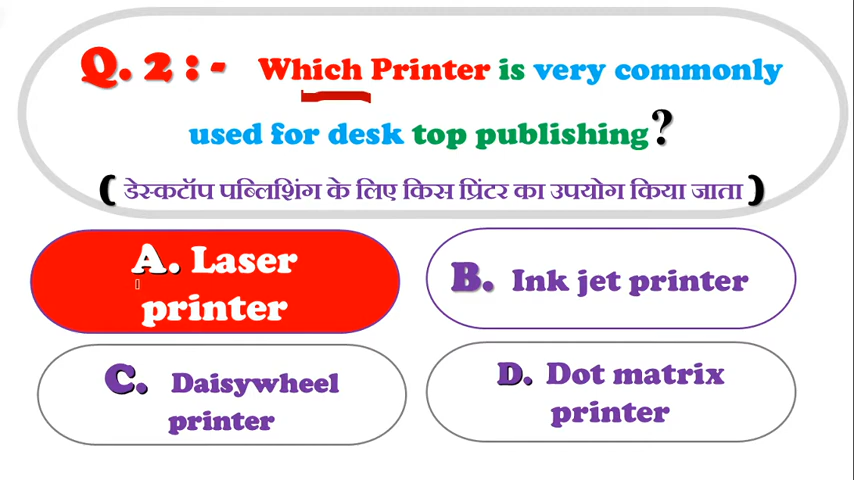 Q. 2 : - Which Printer is very commonly
used for desk top publishing?
( डेस्कटॉप पब्लिशिंग के लिए किस प्रिंटर का उपयोग किया जाता )
A. Laser
printer
B. Ink jet printer
C. Daisywheel
printer
D. Dot matrix
printer